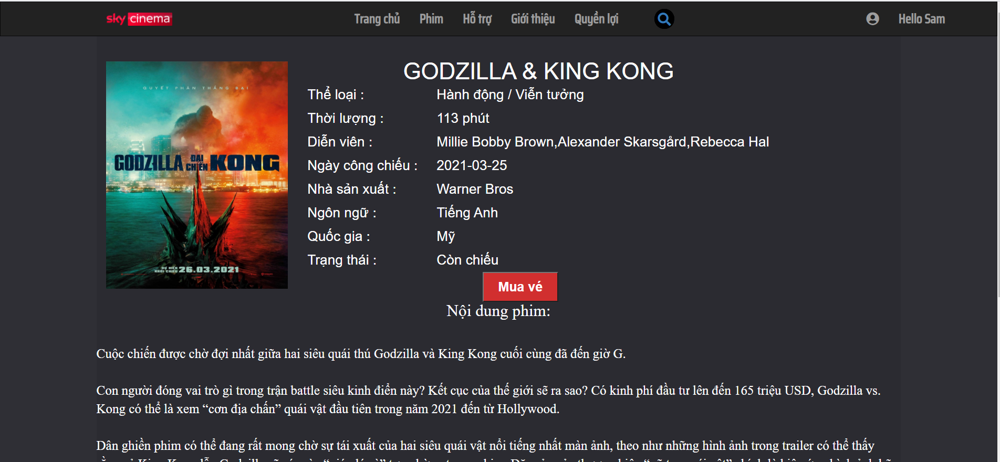 sky cinema Trang chủ Phim Hỗ trợ Giới thiệu Quyền lợi Hello Sam
QUYẾT PHÂN THẮNG BẠI
GODZILLA ĐẠI CHIẾN KONG
DỰ KIẾN KHỞI CHIẾU 26.03.2021
GODZILLA & KING KONG
Thể loại : Hành động / Viễn tưởng
Thời lượng : 113 phút
Diễn viên : Millie Bobby Brown,Alexander Skarsgård,Rebecca Hal
Ngày công chiếu : 2021-03-25
Nhà sản xuất : Warner Bros
Ngôn ngữ : Tiếng Anh
Quốc gia : Mỹ
Trạng thái : Còn chiếu
Mua vé
Nội dung phim:
Cuộc chiến được chờ đợi nhất giữa hai siêu quái thú Godzilla và King Kong cuối cùng đã đến giờ G.
Con người đóng vai trò gì trong trận battle siêu kinh điển này? Kết cục của thế giới sẽ ra sao? Có kinh phí đầu tư lên đến 165 triệu USD, Godzilla vs.
Kong có thể là xem “cơn địa chấn” quái vật đầu tiên trong năm 2021 đến từ Hollywood.
Dân ghiền phim có thể đang rất mong chờ sự tái xuất của hai siêu quái vật nổi tiếng nhất màn ảnh, theo như những hình ảnh trong trailer có thể thấy